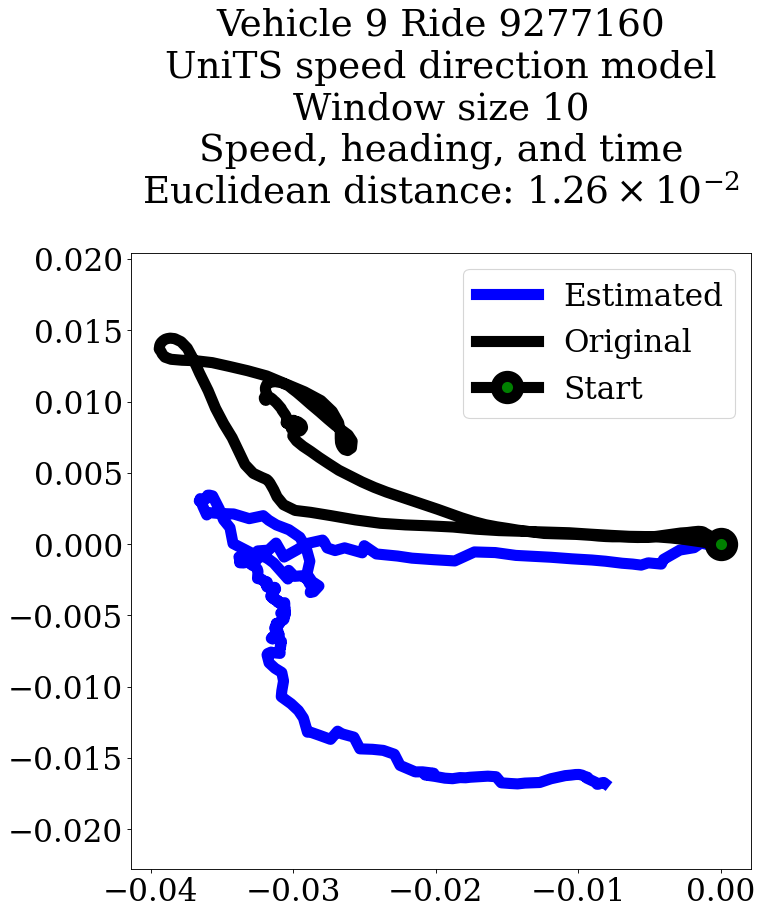 Vehicle 9 Ride 9277160
UniTS speed direction model
Window size 10
Speed, heading, and time
Euclidean distance: 1.26 × 10⁻²
Estimated
Original
Start
0.020
0.015
0.010
0.005
0.000
−0.005
−0.010
−0.015
−0.020
−0.04 −0.03 −0.02 −0.01 0.00